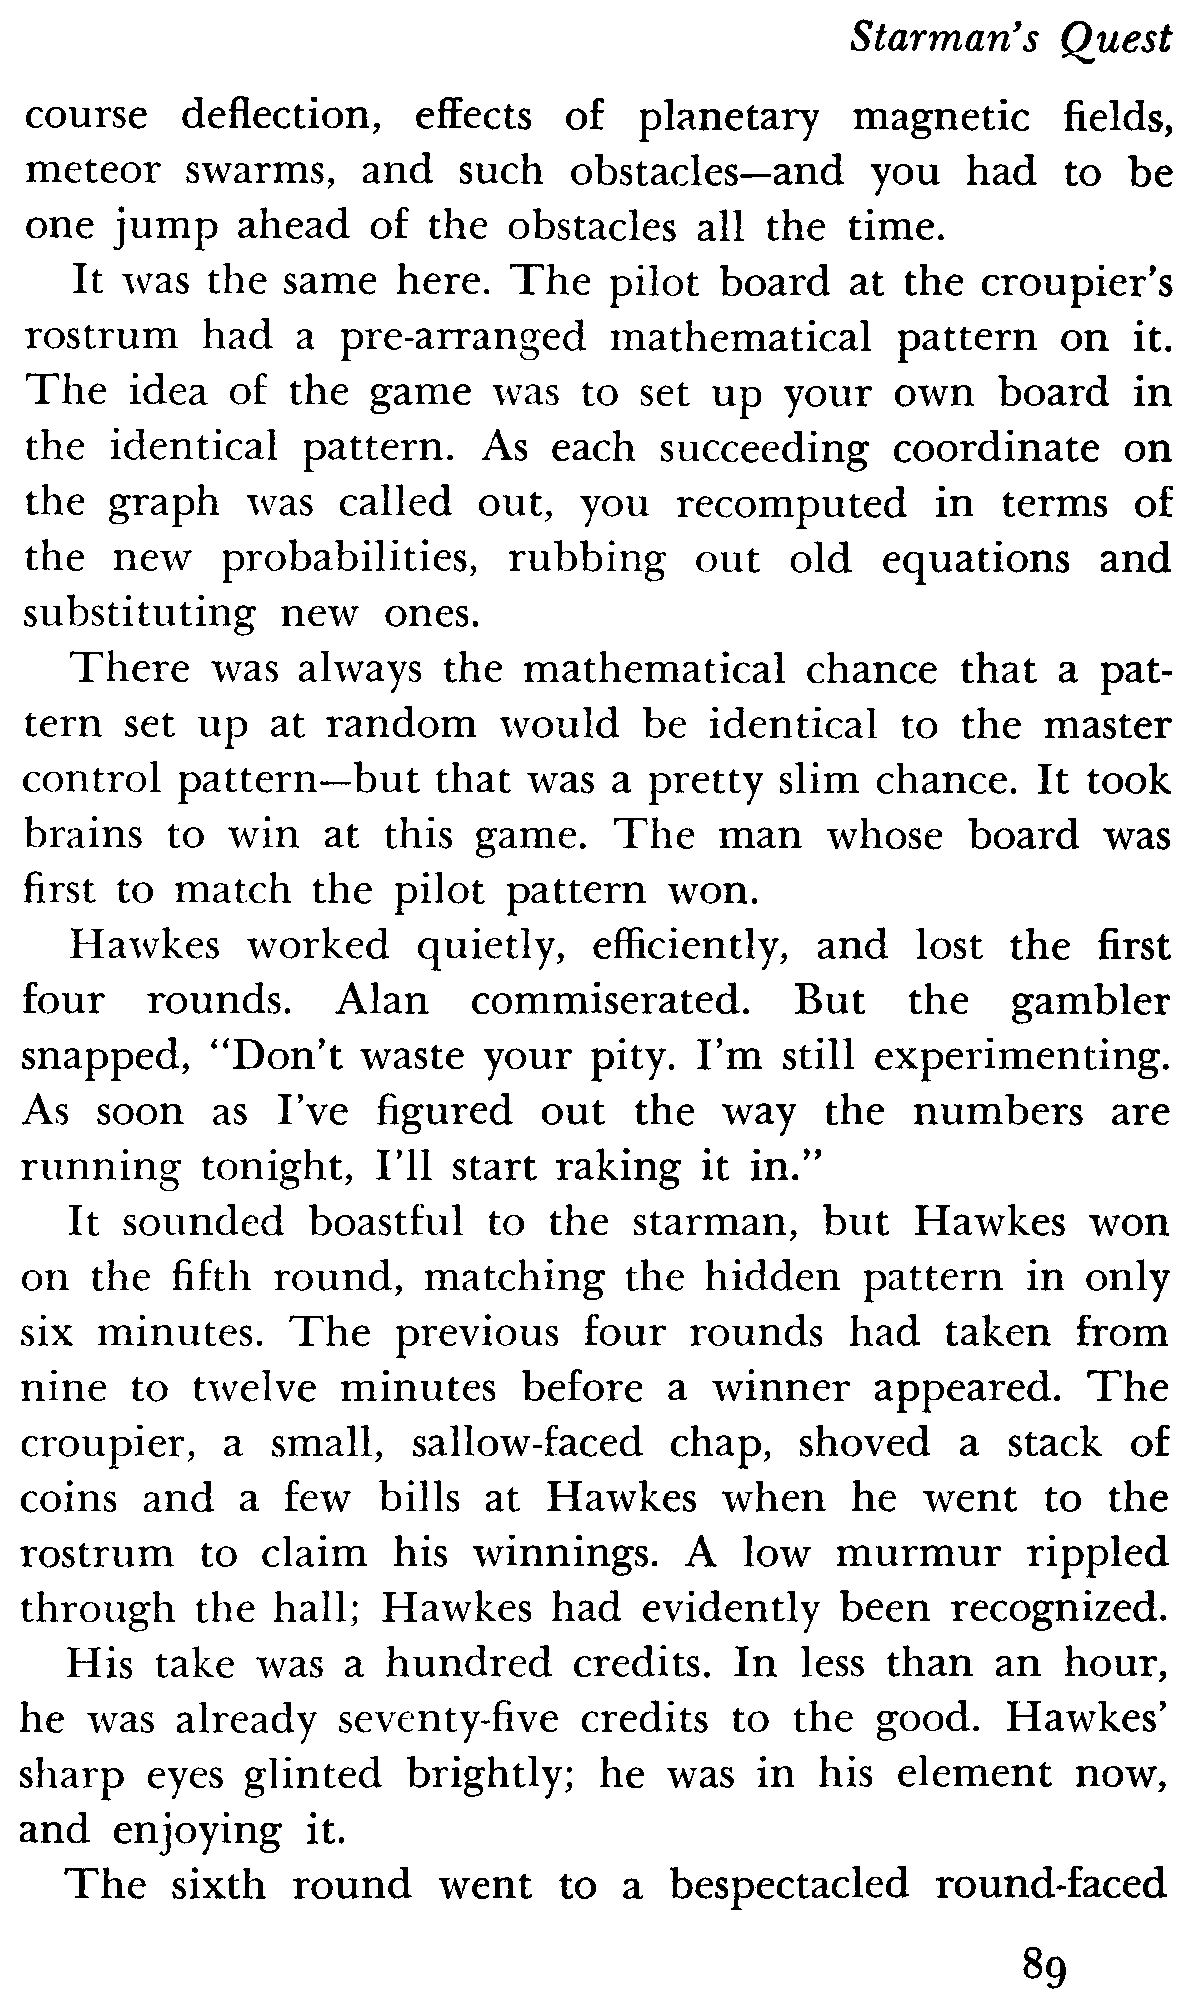 Starman's Quest
course deflection, effects of planetary magnetic fields,
meteor swarms, and such obstacles—and you had to be
one jump ahead of the obstacles all the time.
It was the same here. The pilot board at the croupier's
rostrum had a pre-arranged mathematical pattern on it.
The idea of the game was to set up your own board in
the identical pattern. As each succeeding coordinate on
the graph was called out, you recomputed in terms of
the new probabilities, rubbing out old equations and
substituting new ones.
There was always the mathematical chance that a pat-
tern set up at random would be identical to the master
control pattern—but that was a pretty slim chance. It took
brains to win at this game. The man whose board was
first to match the pilot pattern won.
Hawkes worked quietly, efficiently, and lost the first
four rounds. Alan commiserated. But the gambler
snapped, "Don't waste your pity. I'm still experimenting.
As soon as I've figured out the way the numbers are
running tonight, I'll start raking it in."
It sounded boastful to the starman, but Hawkes won
on the fifth round, matching the hidden pattern in only
six minutes. The previous four rounds had taken from
nine to twelve minutes before a winner appeared. The
croupier, a small, sallow-faced chap, shoved a stack of
coins and a few bills at Hawkes when he went to the
rostrum to claim his winnings. A low murmur rippled
through the hall; Hawkes had evidently been recognized.
His take was a hundred credits. In less than an hour,
he was already seventy-five credits to the good. Hawkes'
sharp eyes glinted brightly; he was in his element now,
and enjoying it.
The sixth round went to a bespectacled round-faced
89